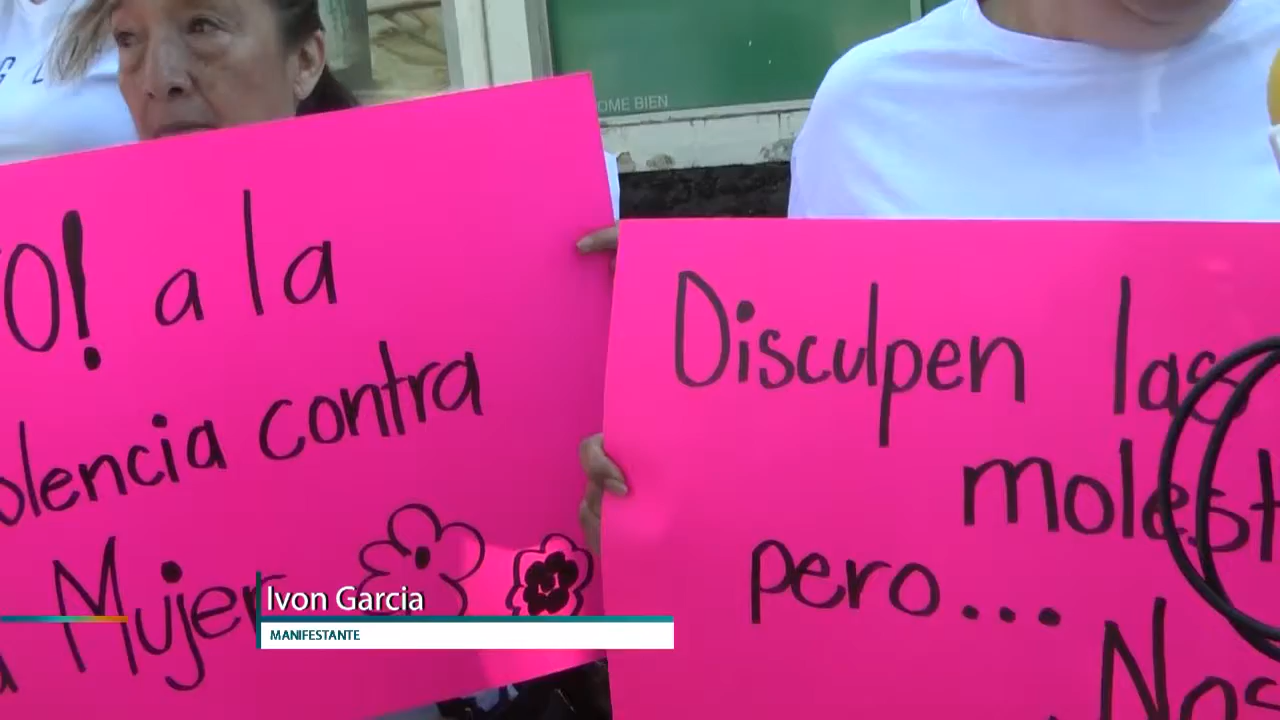 G L
OME BIEN
O! a la
olencia contra
a Mujer
Disculpen las
molest
pero...
Nos
Ivon Garcia
MANIFESTANTE